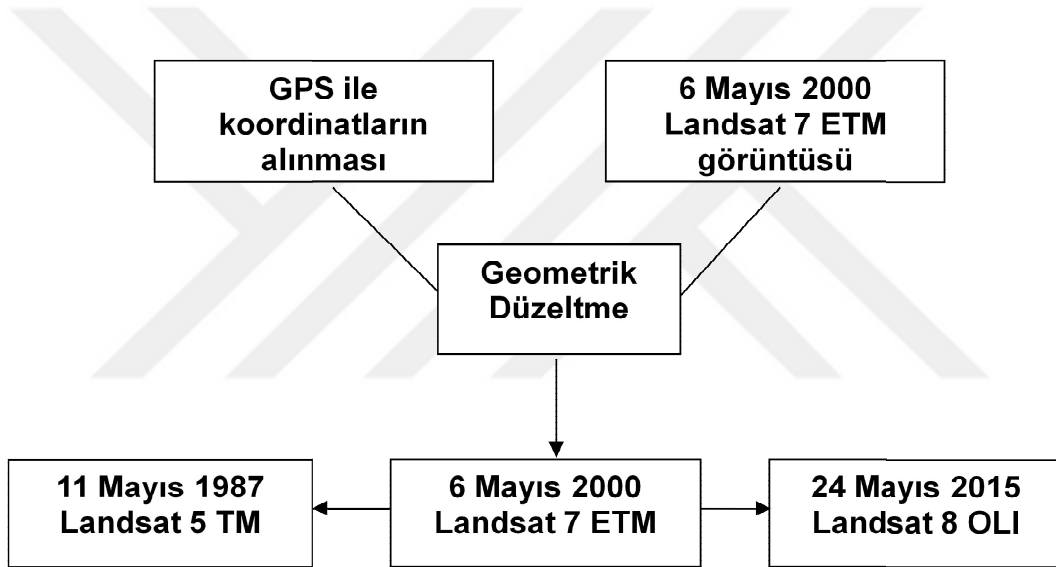 GPS ile
koordinatların
alınması
6 Mayıs 2000
Landsat 7 ETM
görüntüsü
Geometrik
Düzeltme
11 Mayıs 1987
Landsat 5 TM
6 Mayıs 2000
Landsat 7 ETM
24 Mayıs 2015
Landsat 8 OLI